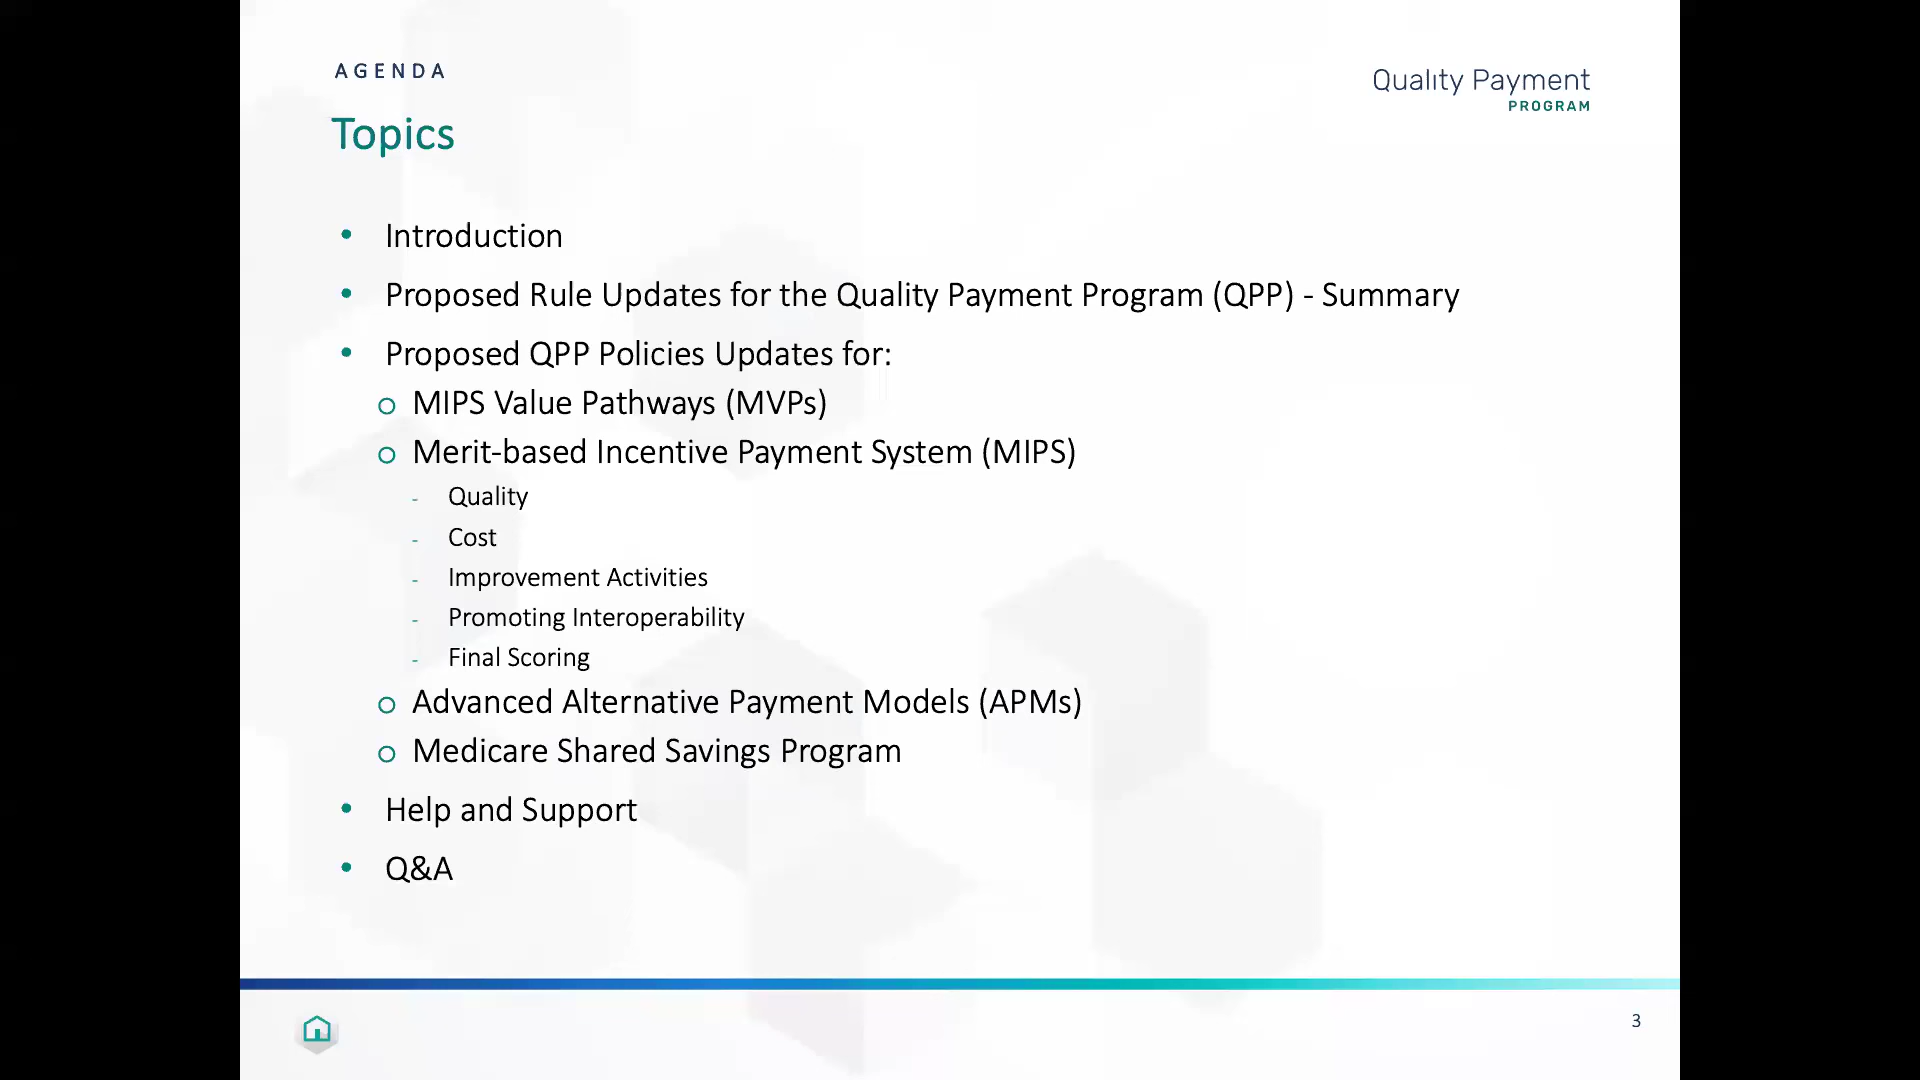 AGENDA
Quality Payment
PROGRAM
Topics
• Introduction
• Proposed Rule Updates for the Quality Payment Program (QPP) - Summary
• Proposed QPP Policies Updates for:
o MIPS Value Pathways (MVPs)
o Merit-based Incentive Payment System (MIPS)
- Quality
- Cost
- Improvement Activities
- Promoting Interoperability
- Final Scoring
o Advanced Alternative Payment Models (APMs)
o Medicare Shared Savings Program
• Help and Support
• Q&A
3